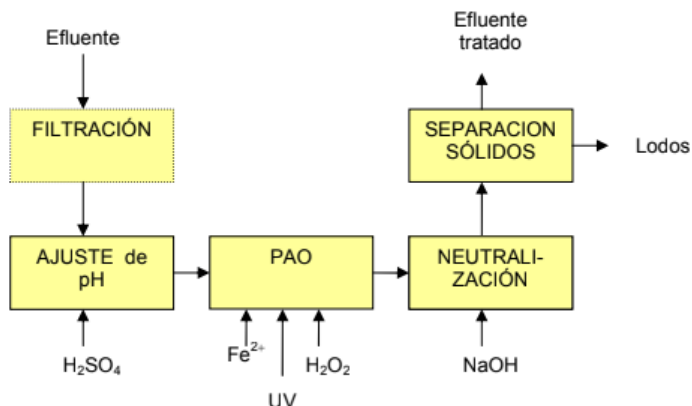 Efluente
FILTRACIÓN
AJUSTE de
pH
H₂SO₄
PAO
Fe²⁺
UV
H₂O₂
NEUTRALI-
ZACIÓN
NaOH
SEPARACION
SÓLIDOS
Lodos
Efluente
tratado